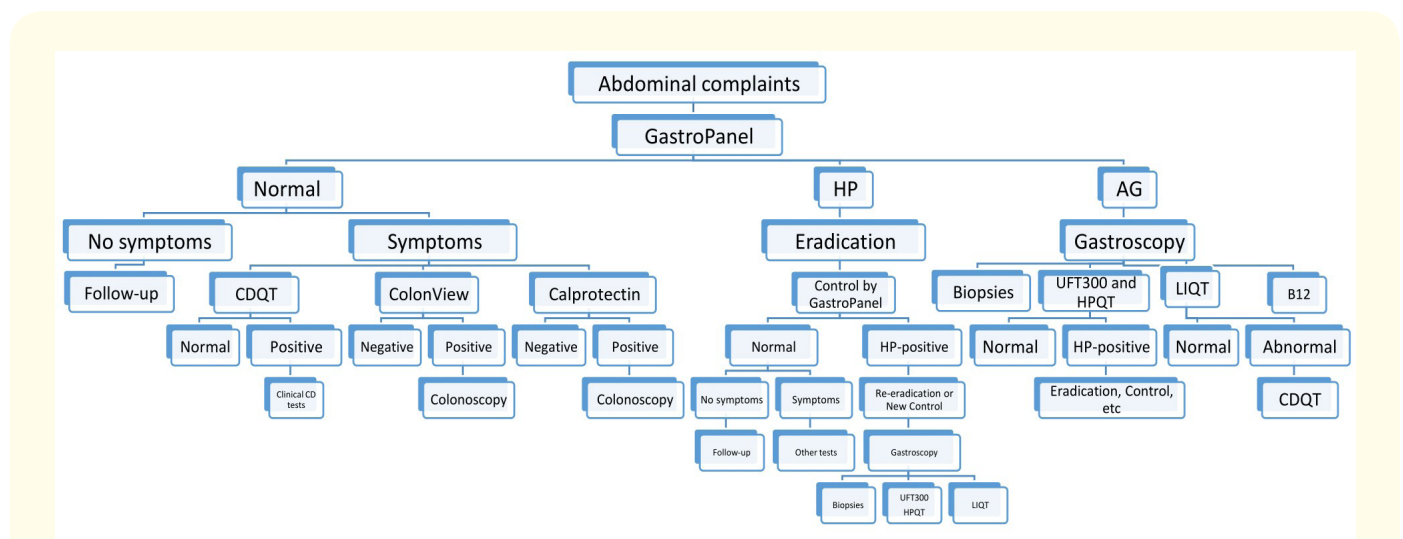 Abdominal complaints
GastroPanel
Normal
HP
AG
No symptoms
Symptoms
Eradication
Gastroscopy
Follow-up
CDQT
ColonView
Calprotectin
Control by
GastroPanel
Biopsies
UFT300 and
HPQT
LIQT
B12
Normal
Positive
Negative
Positive
Negative
Positive
Normal
HP-positive
Normal
HP-positive
Normal
Abnormal
Clinical CD
tests
Colonoscopy
Colonoscopy
No symptoms
Symptoms
Re-eradication or
New Control
Eradication, Control,
etc
CDQT
Follow-up
Other tests
Gastroscopy
Biopsies
UFT300
HPQT
LIQT